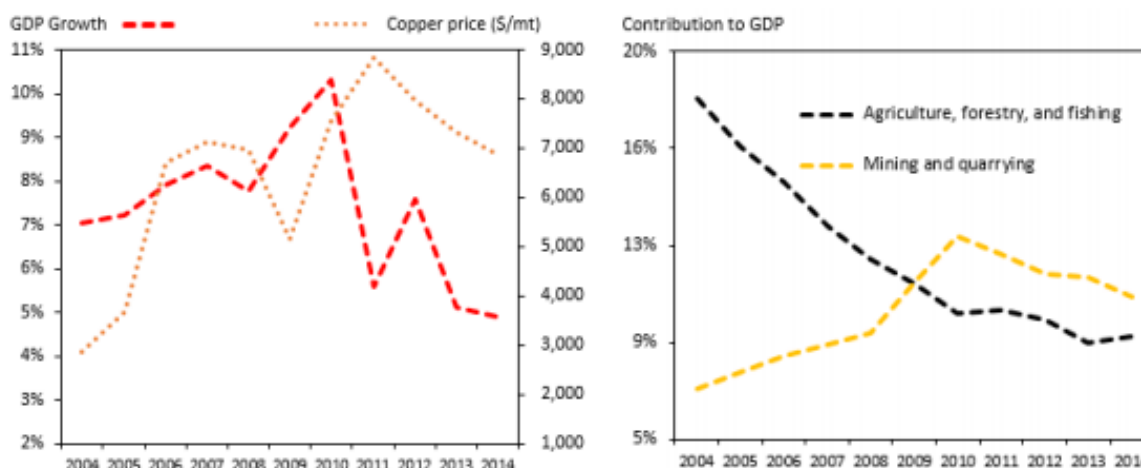 GDP Growth Copper price ($/mt)
11% 9,000
10% 8,000
9% 7,000
8% 6,000
7% 5,000
6% 4,000
5% 3,000
4% 2,000
3% 1,000
2%
2004 2005 2006 2007 2008 2009 2010 2011 2012 2013 2014
Contribution to GDP
20%
Agriculture, forestry, and fishing
16%
Mining and quarrying
13%
9%
5%
2004 2005 2006 2007 2008 2009 2010 2011 2012 2013 201